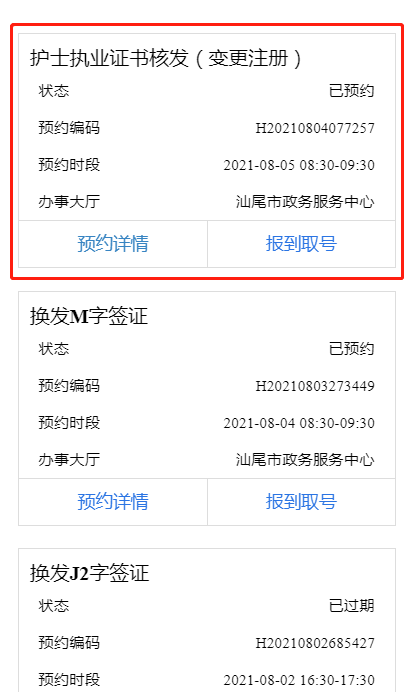 护士执业证书核发（变更注册）
状态 已预约
预约编码 H20210804077257
预约时段 2021-08-05 08:30-09:30
办事大厅 汕尾市政务服务中心
预约详情 报到取号
换发M字签证
状态 已预约
预约编码 H20210803273449
预约时段 2021-08-04 08:30-09:30
办事大厅 汕尾市政务服务中心
预约详情 报到取号
换发J2字签证
状态 已过期
预约编码 H20210802685427
预约时段 2021-08-02 16:30-17:30